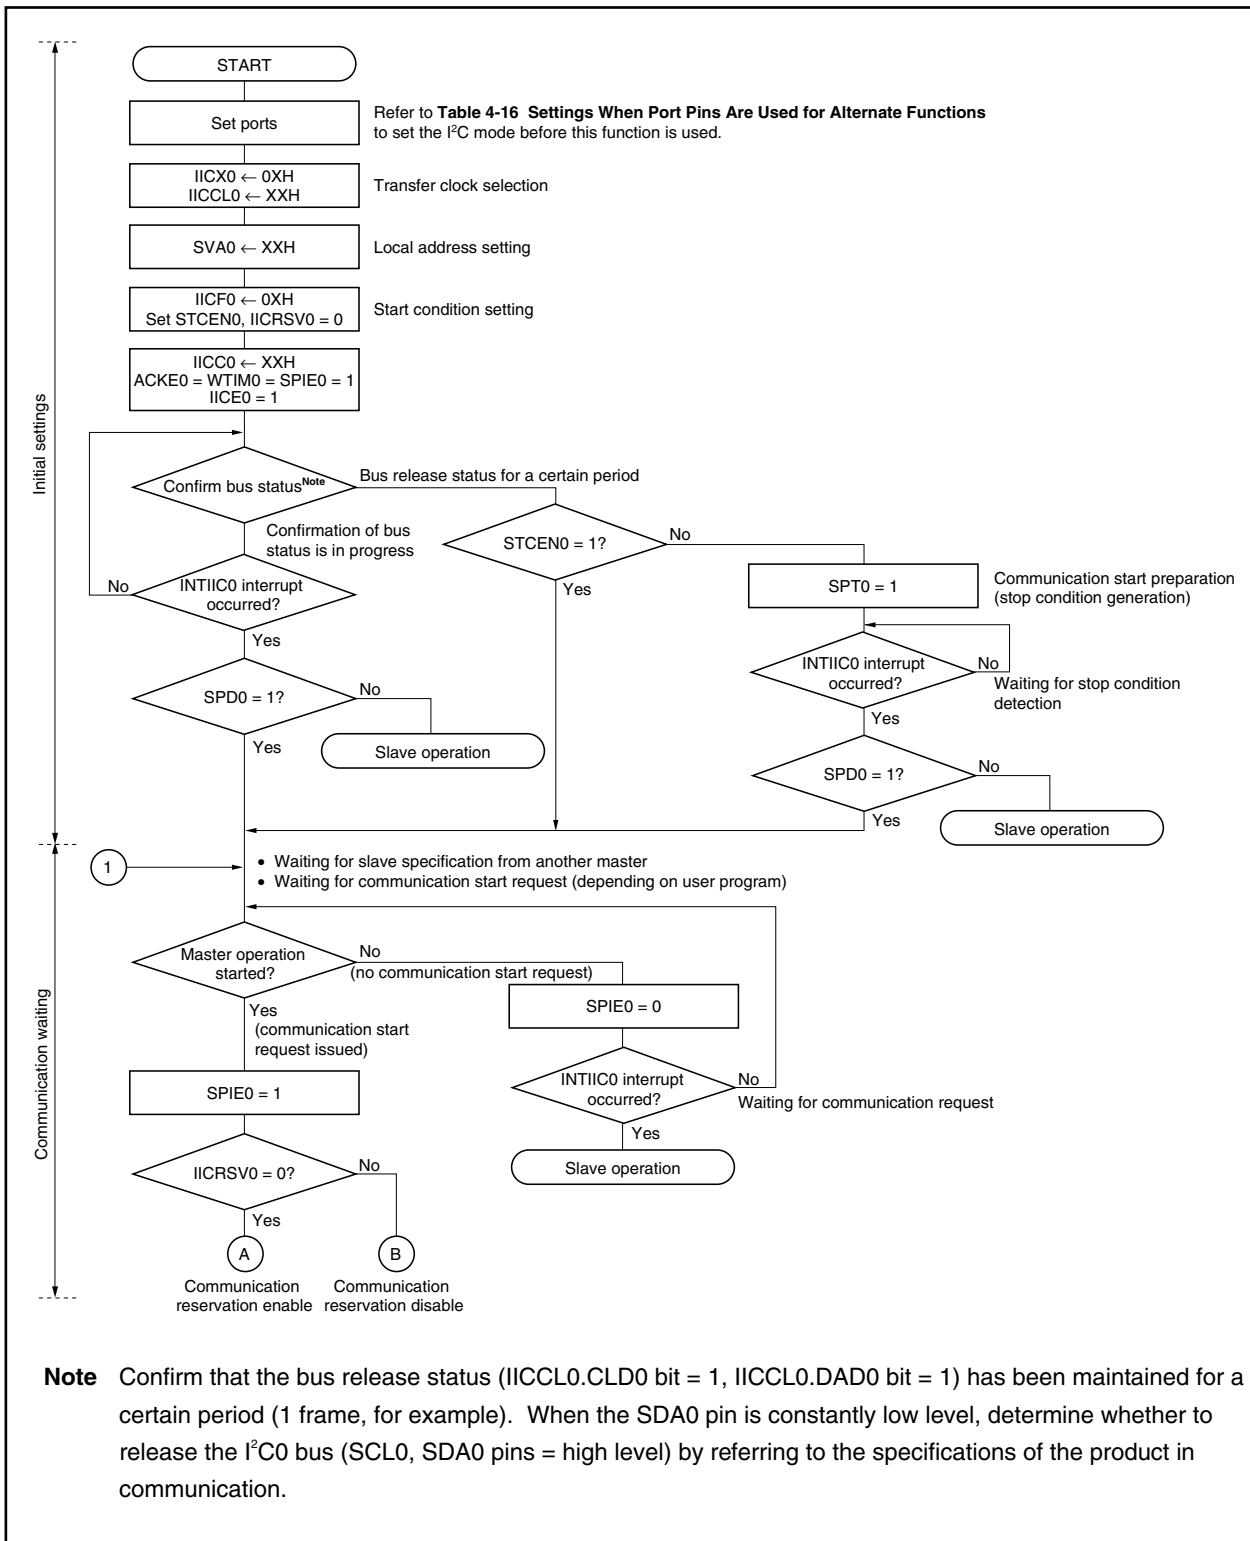 START
Set ports
Refer to Table 4-16 Settings When Port Pins Are Used for Alternate Functions
to set the I²C mode before this function is used.
IICX0 ← 0XH
IICCL0 ← XXH
Transfer clock selection
SVA0 ← XXH
Local address setting
IICF0 ← 0XH
Set STCEN0, IICRSV0 = 0
Start condition setting
IICC0 ← XXH
ACKE0 = WTIM0 = SPIE0 = 1
IICE0 = 1
Initial settings
Confirm bus status^Note
Bus release status for a certain period
Confirmation of bus
status is in progress
STCEN0 = 1?
No
Yes
SPT0 = 1
Communication start preparation
(stop condition generation)
No
INTIIC0 interrupt
occurred?
Yes
INTIIC0 interrupt
occurred?
No
Waiting for stop condition
detection
Yes
SPD0 = 1?
No
Yes
Slave operation
SPD0 = 1?
No
Yes
Slave operation
1
• Waiting for slave specification from another master
• Waiting for communication start request (depending on user program)
Communication waiting
Master operation
started?
No
(no communication start request)
Yes
(communication start
request issued)
SPIE0 = 0
SPIE0 = 1
INTIIC0 interrupt
occurred?
No
Waiting for communication request
Yes
Slave operation
IICRSV0 = 0?
No
Yes
A
B
Communication
reservation enable
Communication
reservation disable
Note Confirm that the bus release status (IICCL0.CLD0 bit = 1, IICCL0.DAD0 bit = 1) has been maintained for a
certain period (1 frame, for example). When the SDA0 pin is constantly low level, determine whether to
release the I²C0 bus (SCL0, SDA0 pins = high level) by referring to the specifications of the product in
communication.